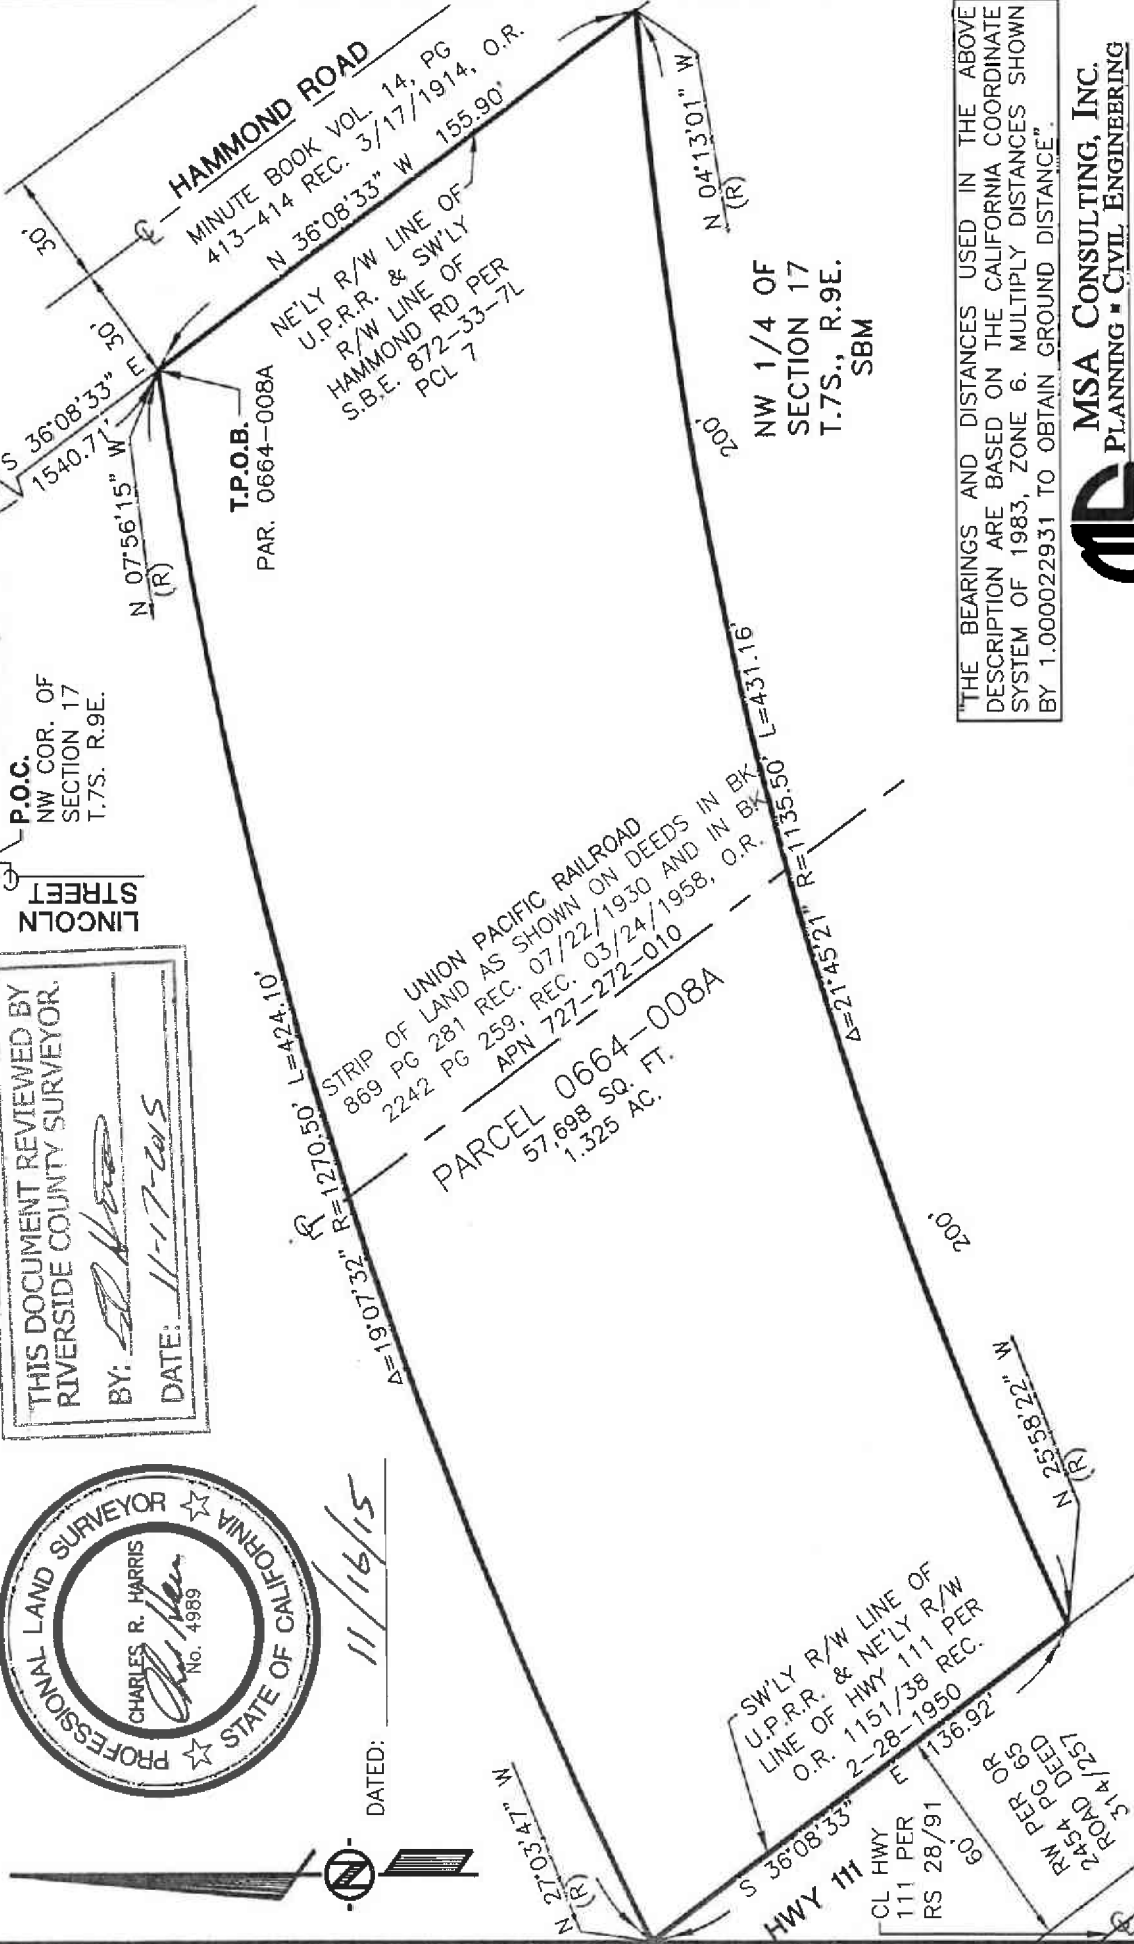 P.O.C.
NW COR. OF
SECTION 17
T.7S. R.9E.
LINCOLN
STREET
S 36°08'33" E
1540.71'
30'
30'
HAMMOND ROAD
MINUTE BOOK VOL. 14, PG
413-414 REC. 3/17/1914, O.R.
N 36°08'33" W 155.90'
NE'LY R/W LINE OF
U.P.R.R. & SW'LY
R/W LINE OF
HAMMOND RD PER
S.B.E. 872-33-7L
PCL 7
N 07°56'15" W
(R)
T.P.O.B.
PAR. 0664-008A
N 04°13'01" W
(R)
NW 1/4 OF
SECTION 17
T.7S., R.9E.
SBM
200'
Δ=19°07'32" R=1270.50' L=424.10'
UNION PACIFIC RAILROAD
STRIP OF LAND AS SHOWN ON DEEDS IN BK.
869 PG 281 REC. 07/22/1930 AND IN BK
2242 PG 259, REC. 03/24/1958, O.R.
APN 727-272-010
PARCEL 0664-008A
57,698 SQ. FT.
1.325 AC.
Δ=21°45'21" R=1135.50' L=431.16'
200'
N 25°58'22" W
(R)
SW'LY R/W LINE OF
U.P.R.R. & NE'LY R/W
LINE OF HWY 111 PER
O.R. 1151/38 REC.
2-28-1950
S 36°08'33" E 136.92'
N 27°03'47" W
(R)
HWY 111
CL HWY
111 PER
RS 28/91
60'
RW PER OR
2454 PG 65
ROAD DEED
314/257
THIS DOCUMENT REVIEWED BY
RIVERSIDE COUNTY SURVEYOR.
BY:
DATE: 11-17-2015
PROFESSIONAL LAND SURVEYOR
CHARLES R. HARRIS
No. 4989
STATE OF CALIFORNIA
DATED: 11/16/15
"THE BEARINGS AND DISTANCES USED IN THE ABOVE
DESCRIPTION ARE BASED ON THE CALIFORNIA COORDINATE
SYSTEM OF 1983, ZONE 6. MULTIPLY DISTANCES SHOWN
BY 1.000022931 TO OBTAIN GROUND DISTANCE".
MSA CONSULTING, INC.
PLANNING ▪ CIVIL ENGINEERING